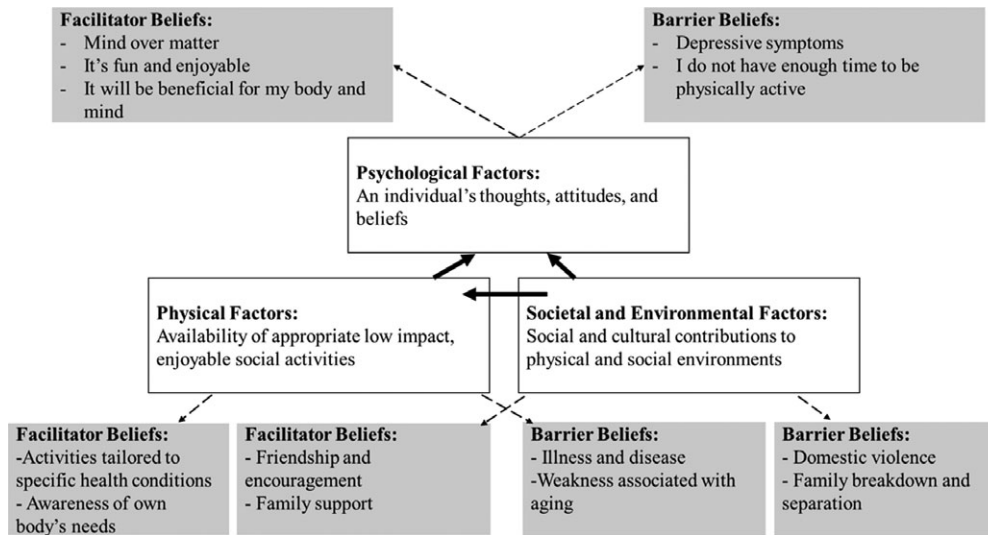 Facilitator Beliefs:
- Mind over matter
- It's fun and enjoyable
- It will be beneficial for my body and
mind
Barrier Beliefs:
- Depressive symptoms
- I do not have enough time to be
physically active
Psychological Factors:
An individual's thoughts, attitudes, and
beliefs
Physical Factors:
Availability of appropriate low impact,
enjoyable social activities
Societal and Environmental Factors:
Social and cultural contributions to
physical and social environments
Facilitator Beliefs:
-Activities tailored to
specific health conditions
- Awareness of own
body's needs
Facilitator Beliefs:
- Friendship and
encouragement
- Family support
Barrier Beliefs:
- Illness and disease
-Weakness associated with
aging
Barrier Beliefs:
- Domestic violence
- Family breakdown and
separation